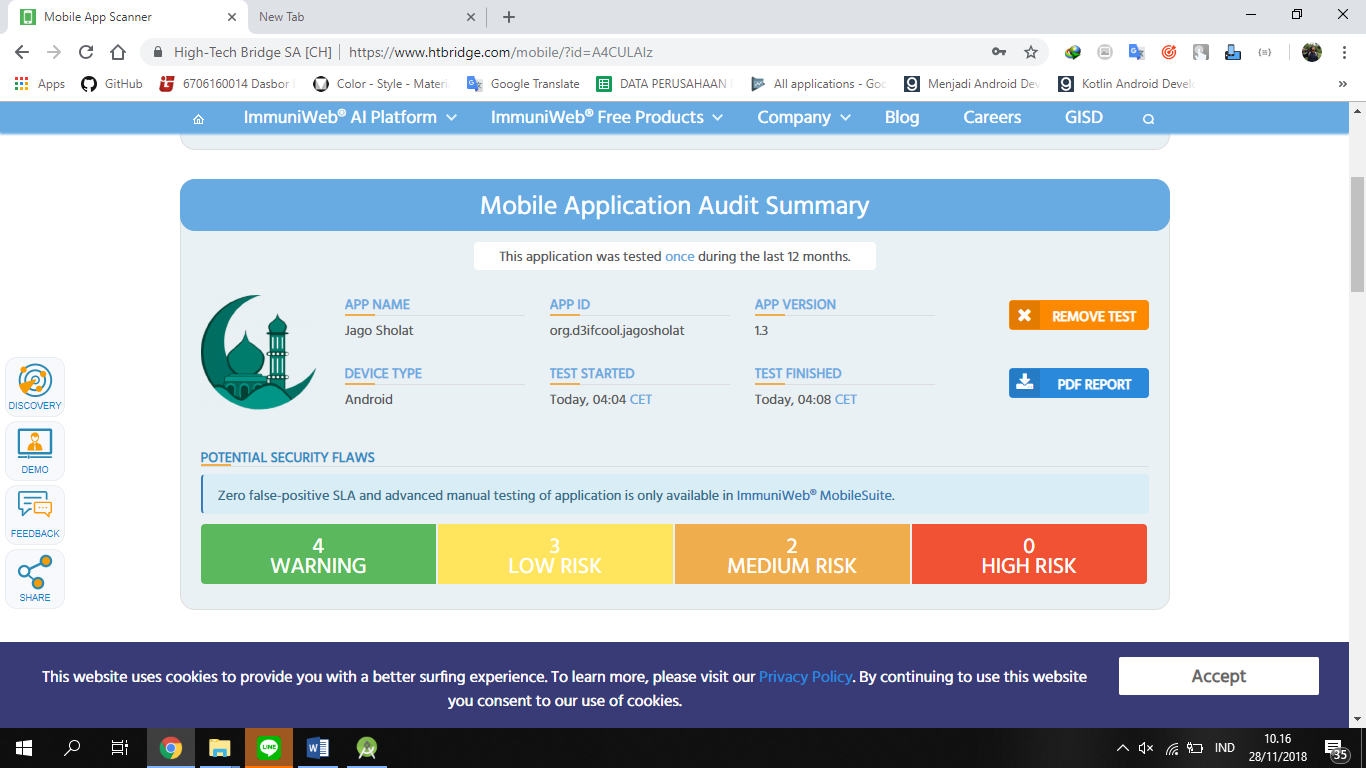 Mobile App Scanner
New Tab
High-Tech Bridge SA [CH]
https://www.htbridge.com/mobile/?id=A4CULAIz
Apps
GitHub
6706160014 Dasbor
Color - Style - Materi
Google Translate
DATA PERUSAHAAN
All applications - Goo
Menjadi Android Dev
Kotlin Android Devel
»
ImmuniWeb® AI Platform
ImmuniWeb® Free Products
Company
Blog
Careers
GISD
Mobile Application Audit Summary
This application was tested once during the last 12 months.
APP NAME
Jago Sholat
APP ID
org.d3ifcool.jagosholat
APP VERSION
1.3
REMOVE TEST
DEVICE TYPE
Android
TEST STARTED
Today, 04:04 CET
TEST FINISHED
Today, 04:08 CET
PDF REPORT
DISCOVERY
DEMO
FEEDBACK
SHARE
POTENTIAL SECURITY FLAWS
Zero false-positive SLA and advanced manual testing of application is only available in ImmuniWeb® MobileSuite.
4
WARNING
3
LOW RISK
2
MEDIUM RISK
0
HIGH RISK
This website uses cookies to provide you with a better surfing experience. To learn more, please visit our Privacy Policy. By continuing to use this website
you consent to our use of cookies.
Accept
LINE
IND
10.16
28/11/2018
35